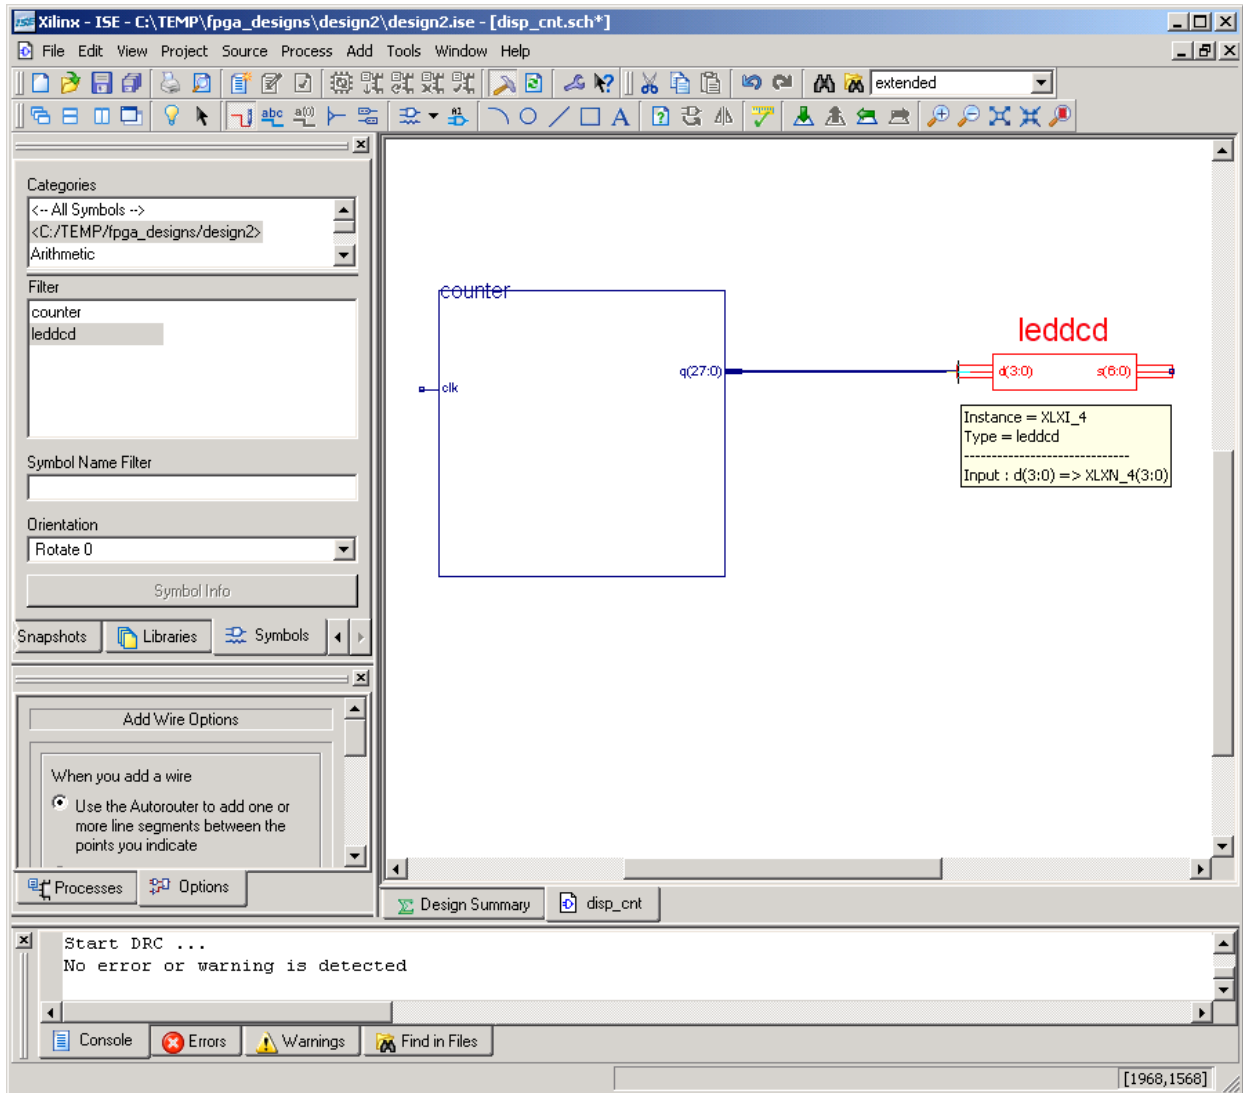 Xilinx - ISE - C:\TEMP\fpga_designs\design2\design2.ise - [disp_cnt.sch*]
File Edit View Project Source Process Add Tools Window Help
extended
abc a(0)
A
Categories
<-- All Symbols -->
<C:/TEMP/fpga_designs/design2>
Arithmetic
Filter
counter
leddcd
Symbol Name Filter
Orientation
Rotate 0
Symbol Info
Snapshots Libraries Symbols
Add Wire Options
When you add a wire
Use the Autorouter to add one or
more line segments between the
points you indicate
Processes Options
counter
clk
q(27:0)
leddcd
d(3:0) s(6:0)
Instance = XLXI_4
Type = leddcd
------------------------------
Input : d(3:0) => XLXN_4(3:0)
Design Summary disp_cnt
Start DRC ...
No error or warning is detected
Console Errors Warnings Find in Files
[1968,1568]